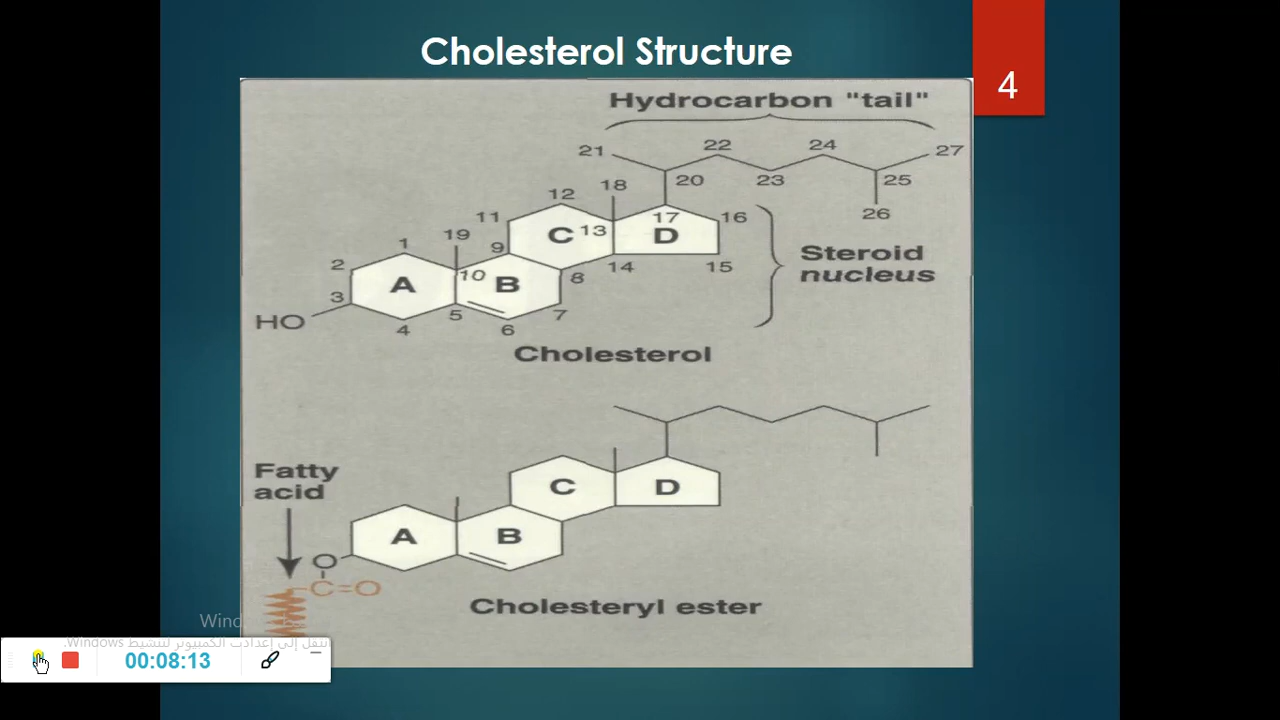 Cholesterol Structure
4
Hydrocarbon "tail"
21 22 24 27
20 23 25
18 26
12
11 17 16
19 C 13 D
1 9
Steroid
nucleus
2 10 8 14 15
A B
3
HO 4 5 6 7
Cholesterol
Fatty
acid
C D
A B
O
C=O
Cholesteryl ester
Wind
انتقل إلى إعدادات الكمبيوتر لتنشيط Windows.
00:08:13